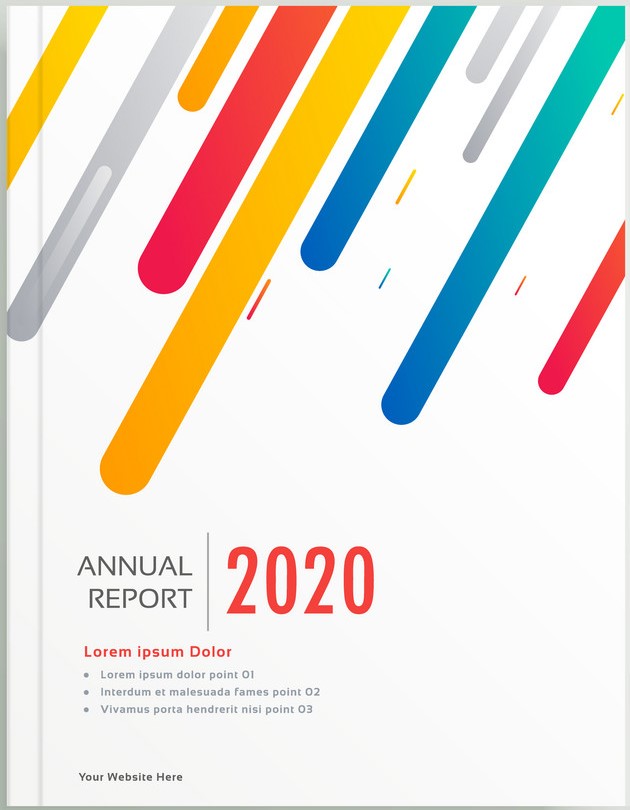 ANNUAL
REPORT
2020
Lorem ipsum Dolor
Lorem ipsum dolor point 01
Interdum et malesuada fames point 02
Vivamus porta hendrerit nisi point 03
Your Website Here